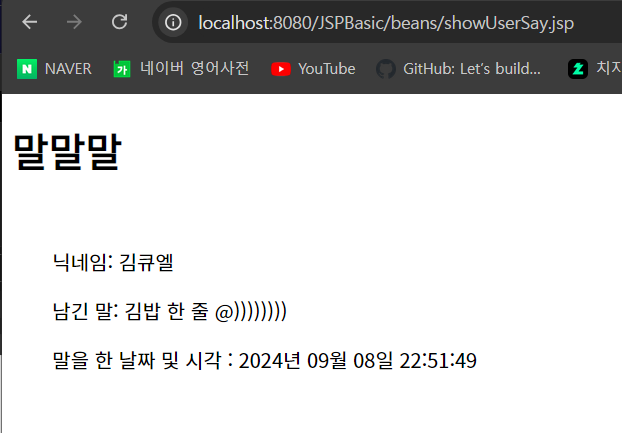 localhost:8080/JSPBasic/beans/showUserSay.jsp
NAVER 네이버 영어사전 YouTube GitHub: Let's build... 치지
말말말
닉네임: 김큐엘
남긴 말: 김밥 한 줄 @))))))))
말을 한 날짜 및 시각 : 2024년 09월 08일 22:51:49